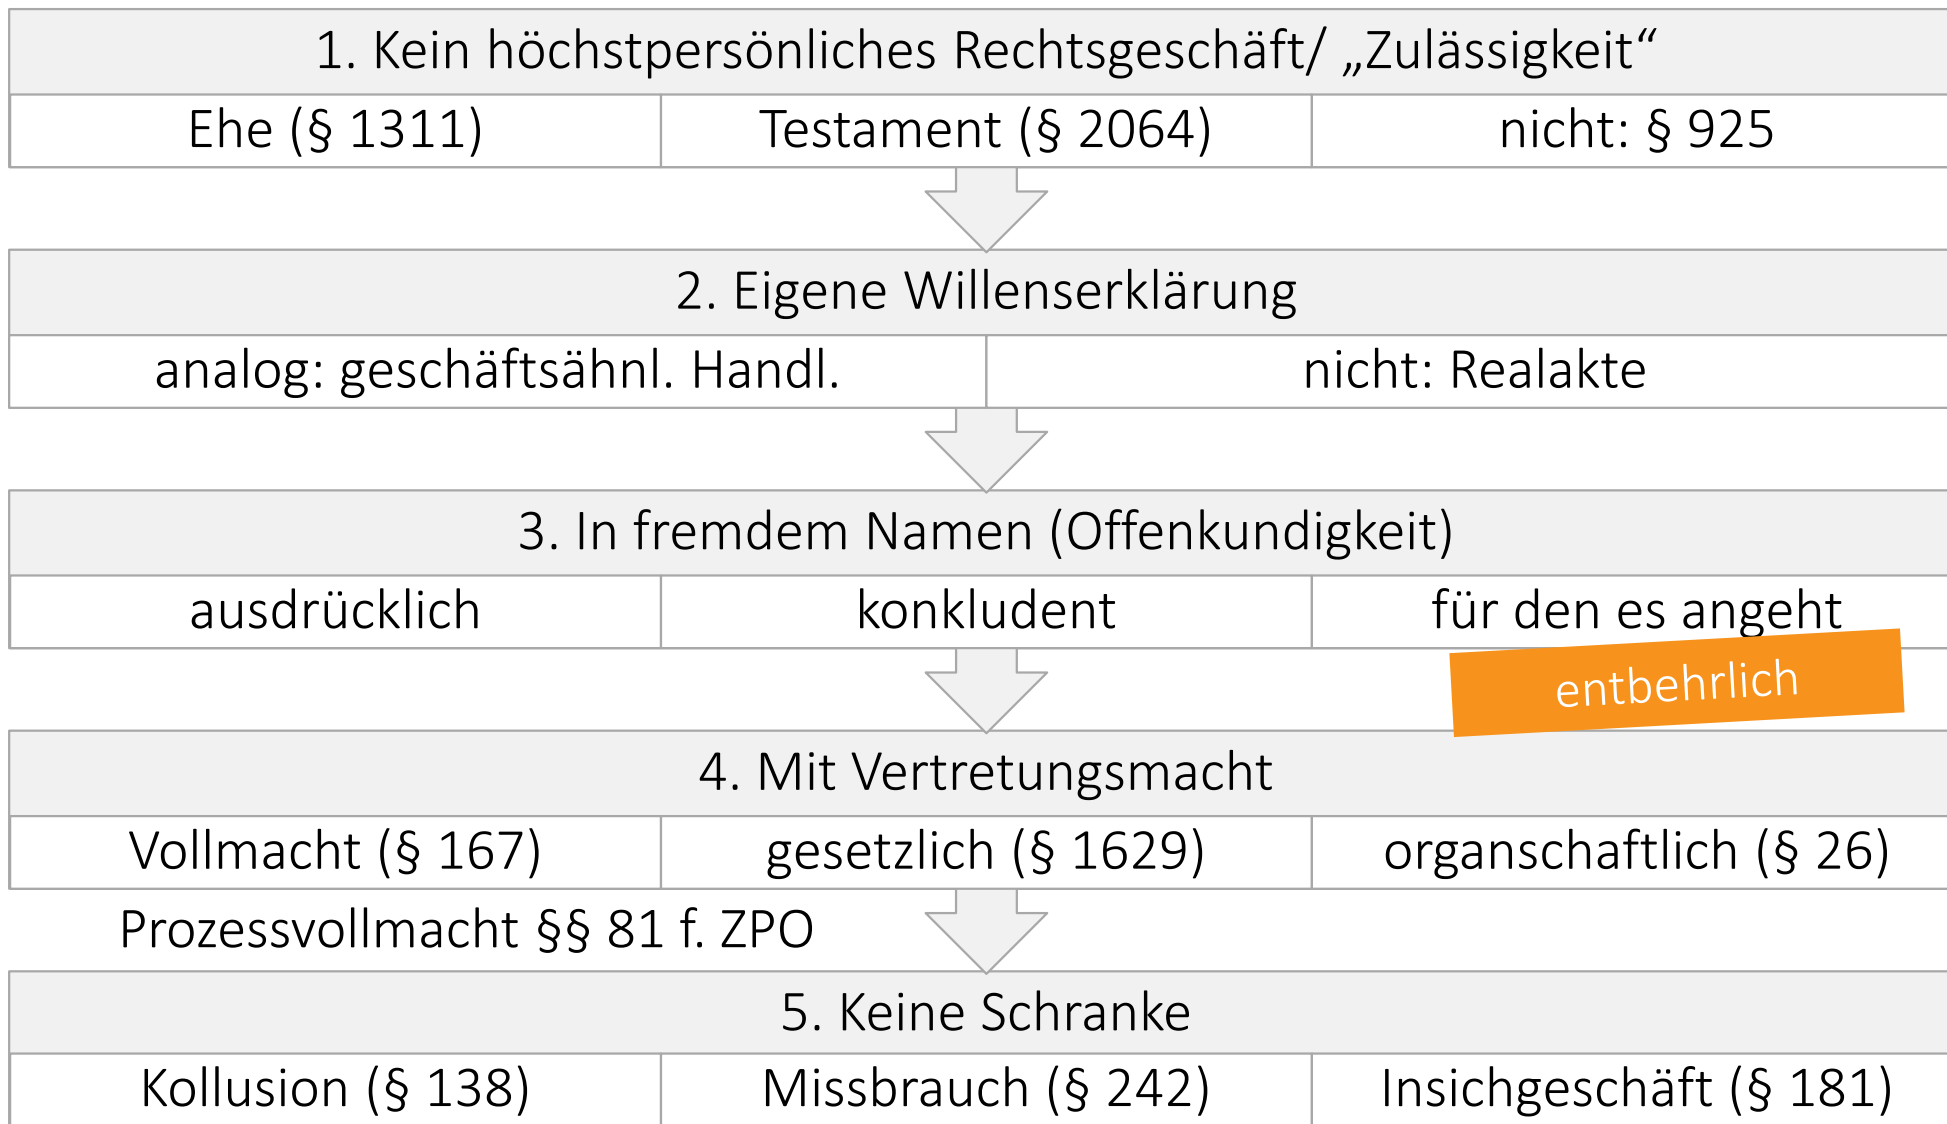 1. Kein höchstpersönliches Rechtsgeschäft/ „Zulässigkeit“
Ehe (§ 1311)
Testament (§ 2064)
nicht: § 925
2. Eigene Willenserklärung
analog: geschäftsähnl. Handl.
nicht: Realakte
3. In fremdem Namen (Offenkundigkeit)
ausdrücklich
konkludent
für den es angeht
entbehrlich
4. Mit Vertretungsmacht
Vollmacht (§ 167)
gesetzlich (§ 1629)
organschaftlich (§ 26)
Prozessvollmacht §§ 81 f. ZPO
5. Keine Schranke
Kollusion (§ 138)
Missbrauch (§ 242)
Insichgeschäft (§ 181)